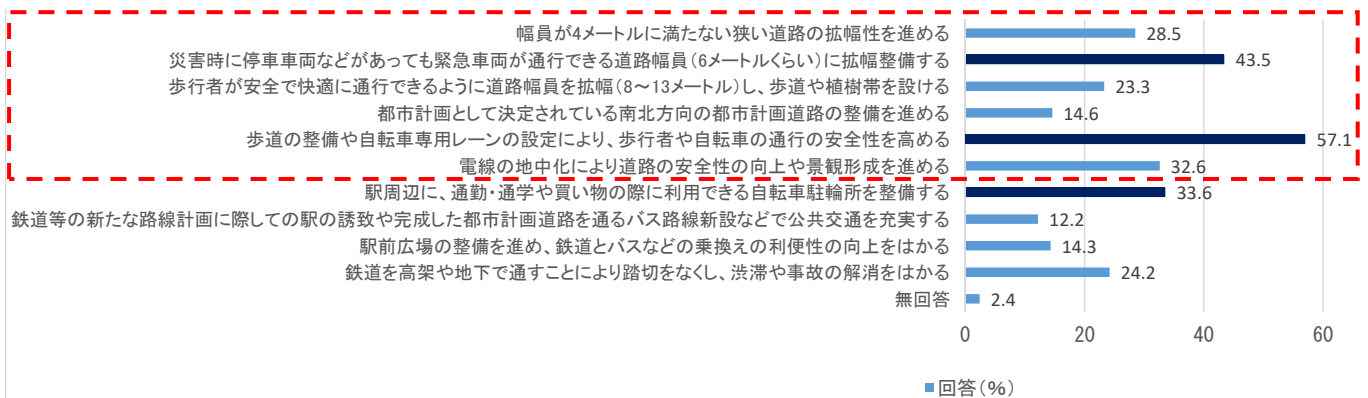 幅員が4メートルに満たない狭い道路の拡幅性を進める 28.5
災害時に停車車両などがあっても緊急車両が通行できる道路幅員(6メートルくらい)に拡幅整備する 43.5
歩行者が安全で快適に通行できるように道路幅員を拡幅(8～13メートル)し、歩道や植樹帯を設ける 23.3
都市計画として決定されている南北方向の都市計画道路の整備を進める 14.6
歩道の整備や自転車専用レーンの設定により、歩行者や自転車の通行の安全性を高める 57.1
電線の地中化により道路の安全性の向上や景観形成を進める 32.6
駅周辺に、通勤・通学や買い物の際に利用できる自転車駐輪所を整備する 33.6
鉄道等の新たな路線計画に際しての駅の誘致や完成した都市計画道路を通るバス路線新設などで公共交通を充実する 12.2
駅前広場の整備を進め、鉄道とバスなどの乗換えの利便性の向上をはかる 14.3
鉄道を高架や地下で通すことにより踏切をなくし、渋滞や事故の解消をはかる 24.2
無回答 2.4
0 20 40 60
回答(%)